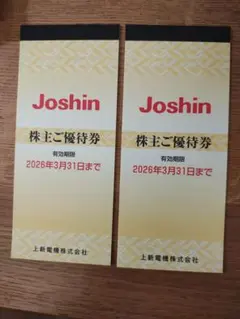 Joshin
株主ご優待券
有効期限
2026年3月31日まで
上新電機株式会社
Joshin
株主ご優待券
有効期限
2026年3月31日まで
上新電機株式会社